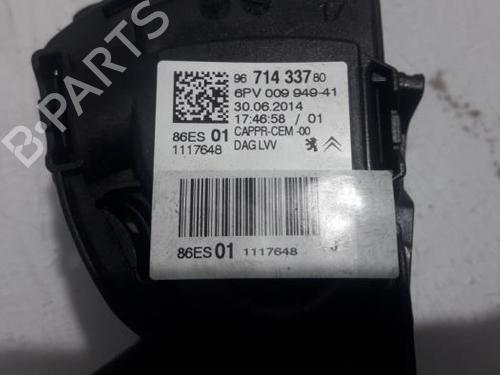 17
96 714 337 80
6PV 009 949-41
30.06.2014
17:46:58 / 01
86ES 01 CAPPR-CEM -00
1117648 DAG LVV
86ES 01 1117648 J
B-PARTS